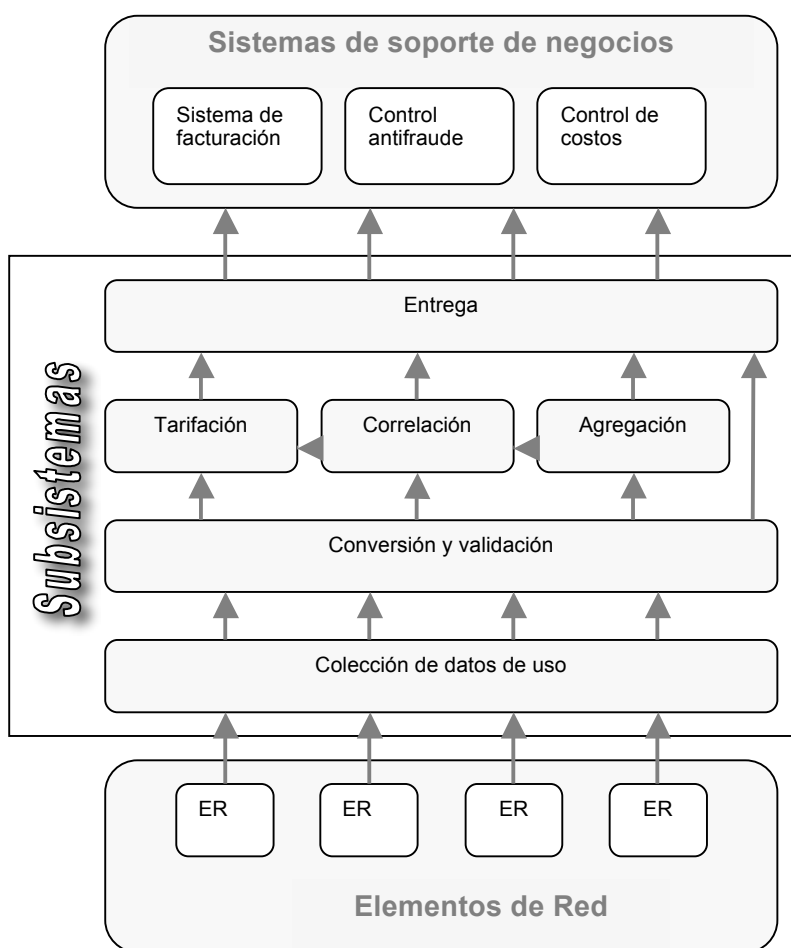 Sistemas de soporte de negocios
Sistema de
facturación
Control
antifraude
Control de
costos
Subsistemas
Entrega
Tarifación
Correlación
Agregación
Conversión y validación
Colección de datos de uso
ER
ER
ER
ER
Elementos de Red